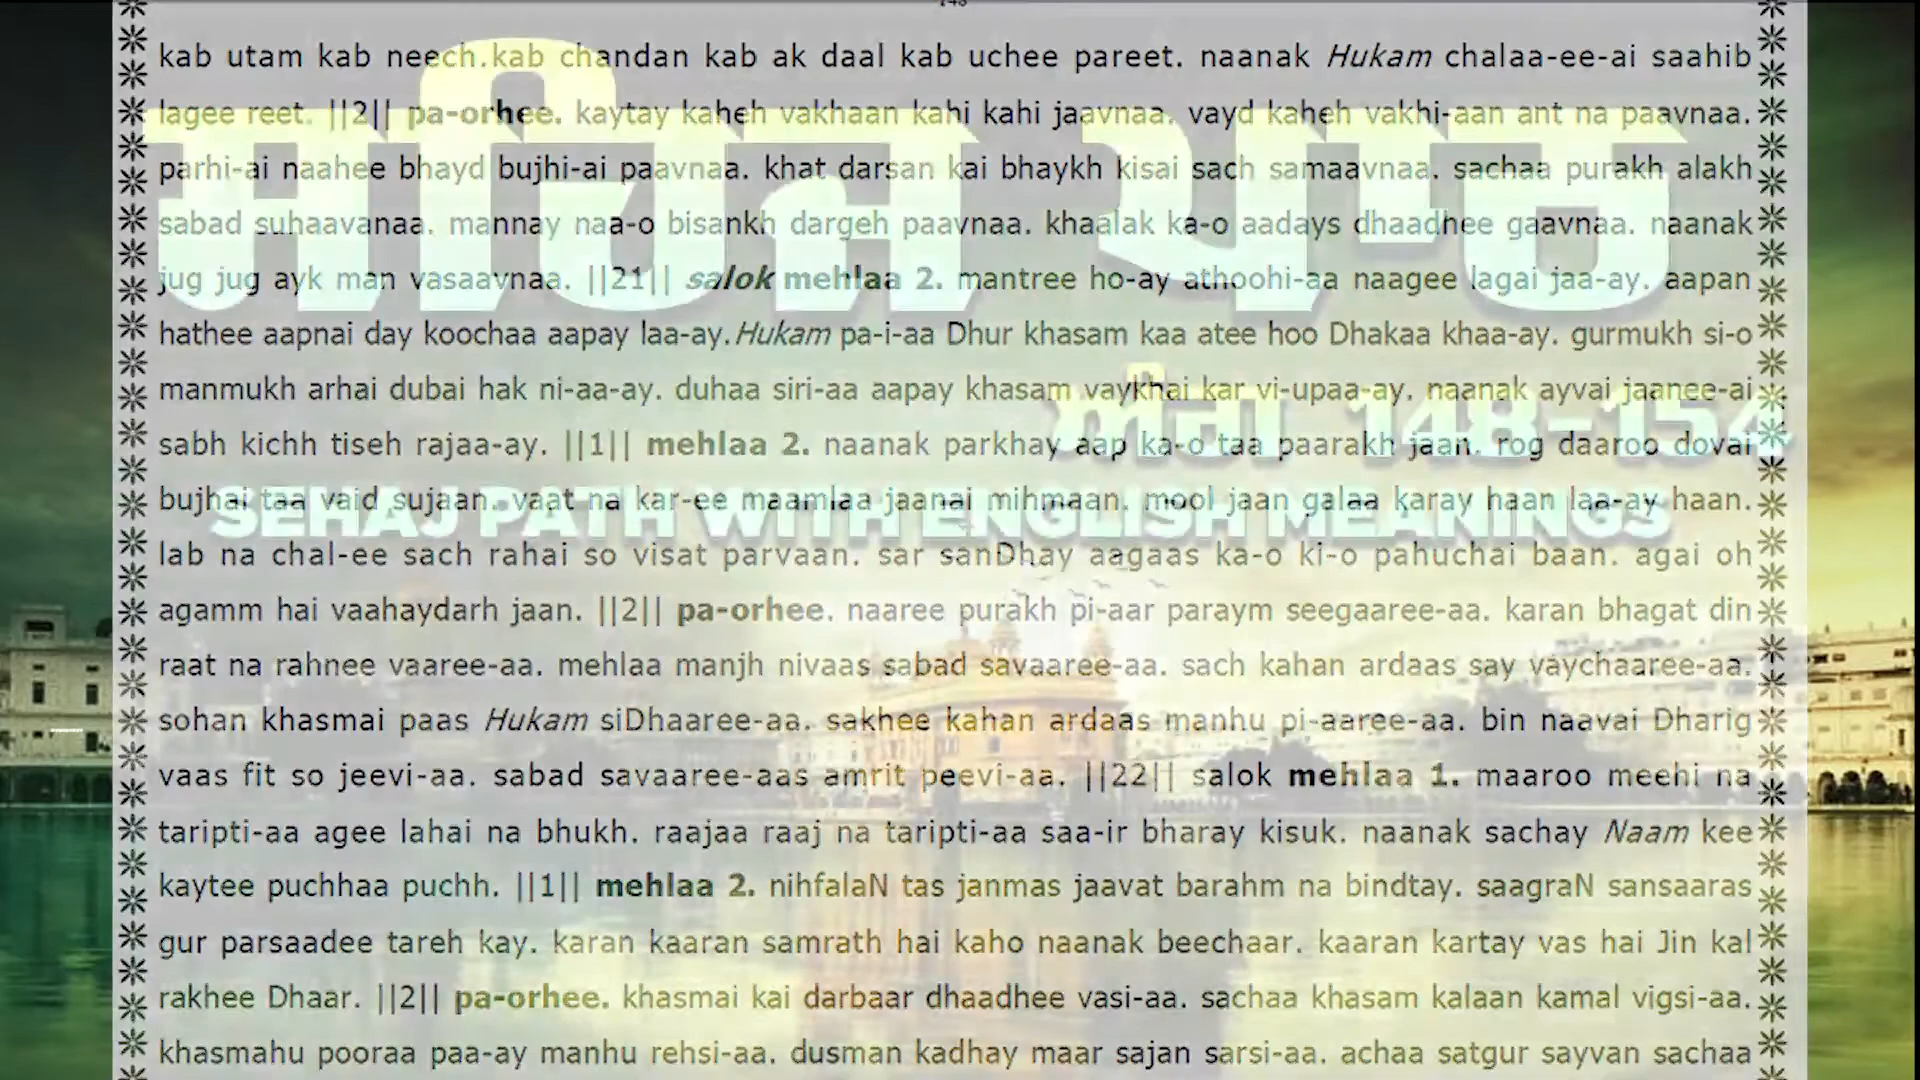 kab utam kab neech.kab chandan kab ak daal kab uchee pareet. naanak Hukam chalaa-ee-ai saahib
lagee reet. ||2|| pa-orhee. kaytay kaheh vakhaan kahi kahi jaavnaa. vayd kaheh vakhi-aan ant na paavnaa.
parhi-ai naahee bhayd bujhi-ai paavnaa. khat darsan kai bhaykh kisai sach samaavnaa. sachaa purakh alakh
sabad suhaavanaa. mannay naa-o bisankh dargeh paavnaa. khaalak ka-o aadays dhaadhee gaavnaa. naanak
jug jug ayk man vasaavnaa. ||21|| salok mehlaa 2. mantree ho-ay athoohi-aa naagee lagai jaa-ay. aapan
hathee aapnai day koochaa aapay laa-ay.Hukam pa-i-aa Dhur khasam kaa atee hoo Dhakaa khaa-ay. gurmukh si-o
manmukh arhai dubai hak ni-aa-ay. duhaa siri-aa aapay khasam vaykhai kar vi-upaa-ay. naanak ayvai jaanee-ai
sabh kichh tiseh rajaa-ay. ||1|| mehlaa 2. naanak parkhay aap ka-o taa paarakh jaan. rog daaroo dovai
bujhai taa vaid sujaan. vaat na kar-ee maamlaa jaanai mihmaan. mool jaan galaa karay haan laa-ay haan.
lab na chal-ee sach rahai so visat parvaan. sar sanDhay aagaas ka-o ki-o pahuchai baan. agai oh
agamm hai vaahaydarh jaan. ||2|| pa-orhee. naaree purakh pi-aar paraym seegaaree-aa. karan bhagat din
raat na rahnee vaaree-aa. mehlaa manjh nivaas sabad savaaree-aa. sach kahan ardaas say vaychaaree-aa.
sohan khasmai paas Hukam siDhaaree-aa. sakhee kahan ardaas manhu pi-aaree-aa. bin naavai Dharig
vaas fit so jeevi-aa. sabad savaaree-aas amrit peevi-aa. ||22|| salok mehlaa 1. maaroo meehi na
taripti-aa agee lahai na bhukh. raajaa raaj na taripti-aa saa-ir bharay kisuk. naanak sachay Naam kee
kaytee puchhaa puchh. ||1|| mehlaa 2. nihfalaN tas janmas jaavat barahm na bindtay. saagraN sansaaras
gur parsaadee tareh kay. karan kaaran samrath hai kaho naanak beechaar. kaaran kartay vas hai Jin kal
rakhee Dhaar. ||2|| pa-orhee. khasmai kai darbaar dhaadhee vasi-aa. sachaa khasam kalaan kamal vigsi-aa.
khasmahu pooraa paa-ay manhu rehsi-aa. dusman kadhay maar sajan sarsi-aa. achaa satgur sayvan sachaa
ਸਹਿਜ ਪਾਠ
ਅੰਗ 148-154
SEHAJ PATH WITH ENGLISH MEANINGS